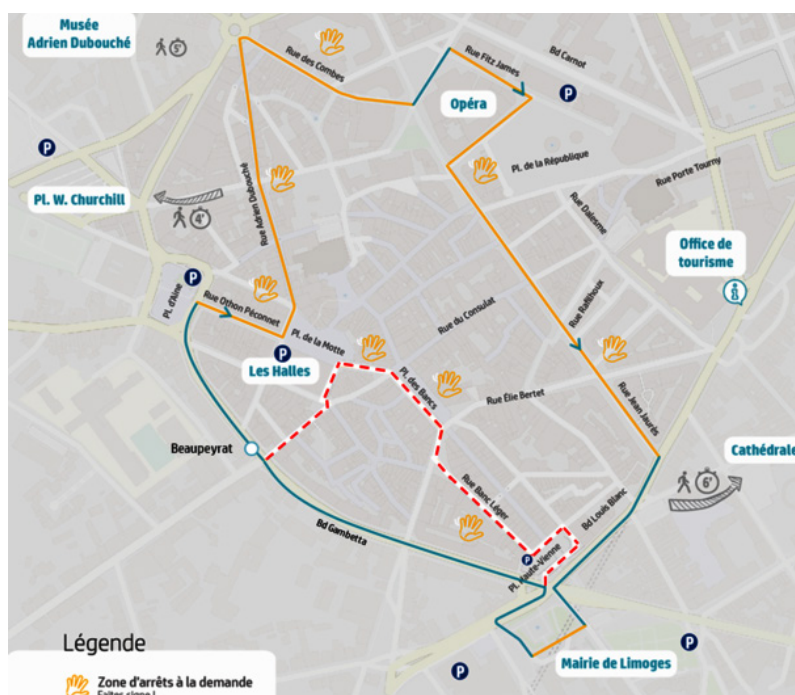 Musée
Adrien Dubouché
5'
Rue des Combes
Rue Fitz James
Bd Carnot
P
Opéra
P
Pl. de la République
Rue Porte Tourny
Pl. W. Churchill
4'
Rue Adrien Dubouché
Rue Dalesme
Office de
tourisme
i
P
Pl. d'Aine
Rue Othon Péconnet
Rue du Consulat
Rue Rafilhoux
P
Pl. de la Motte
Les Halles
Pl. des Bancs
Rue Élie Bertet
Rue Jean Jaurès
Beaupeyrat
Cathédrale
6'
Rue Banc Léger
Bd Louis Blanc
Bd Gambetta
P
Pl. Haute-Vienne
Mairie de Limoges
P
P
Légende
Zone d'arrêts à la demande
Faites signe !